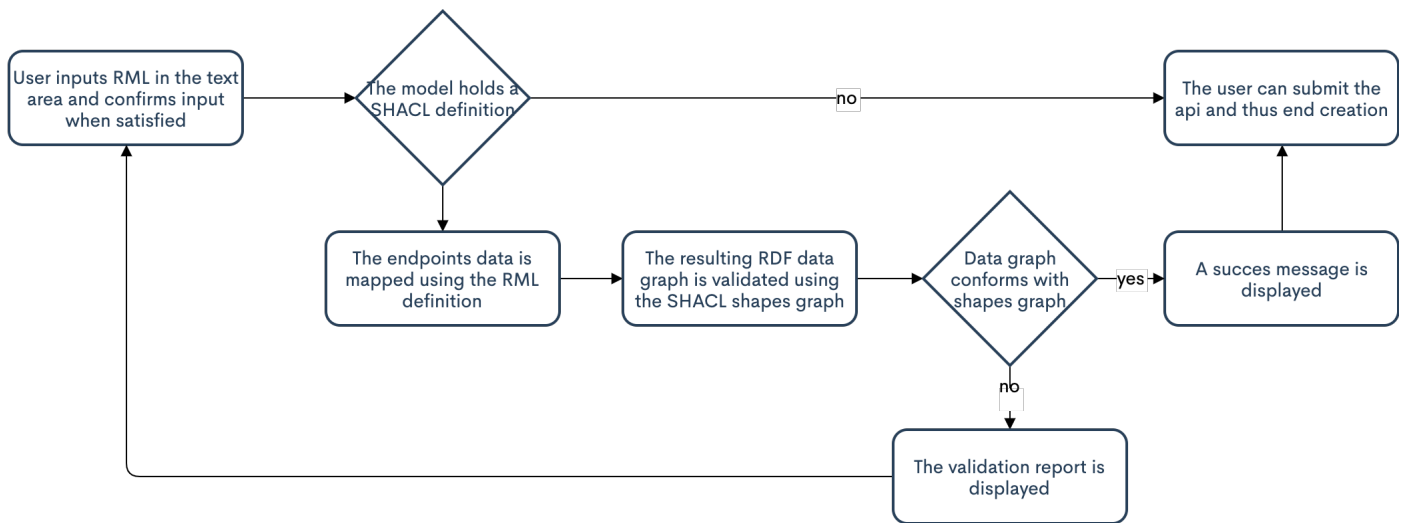 User inputs RML in the text
area and confirms input
when satisfied
The model holds a
SHACL definition
no
The user can submit the
api and thus end creation
The endpoints data is
mapped using the RML
definition
The resulting RDF data
graph is validated using
the SHACL shapes graph
Data graph
conforms with
shapes graph
yes
A succes message is
displayed
no
The validation report is
displayed